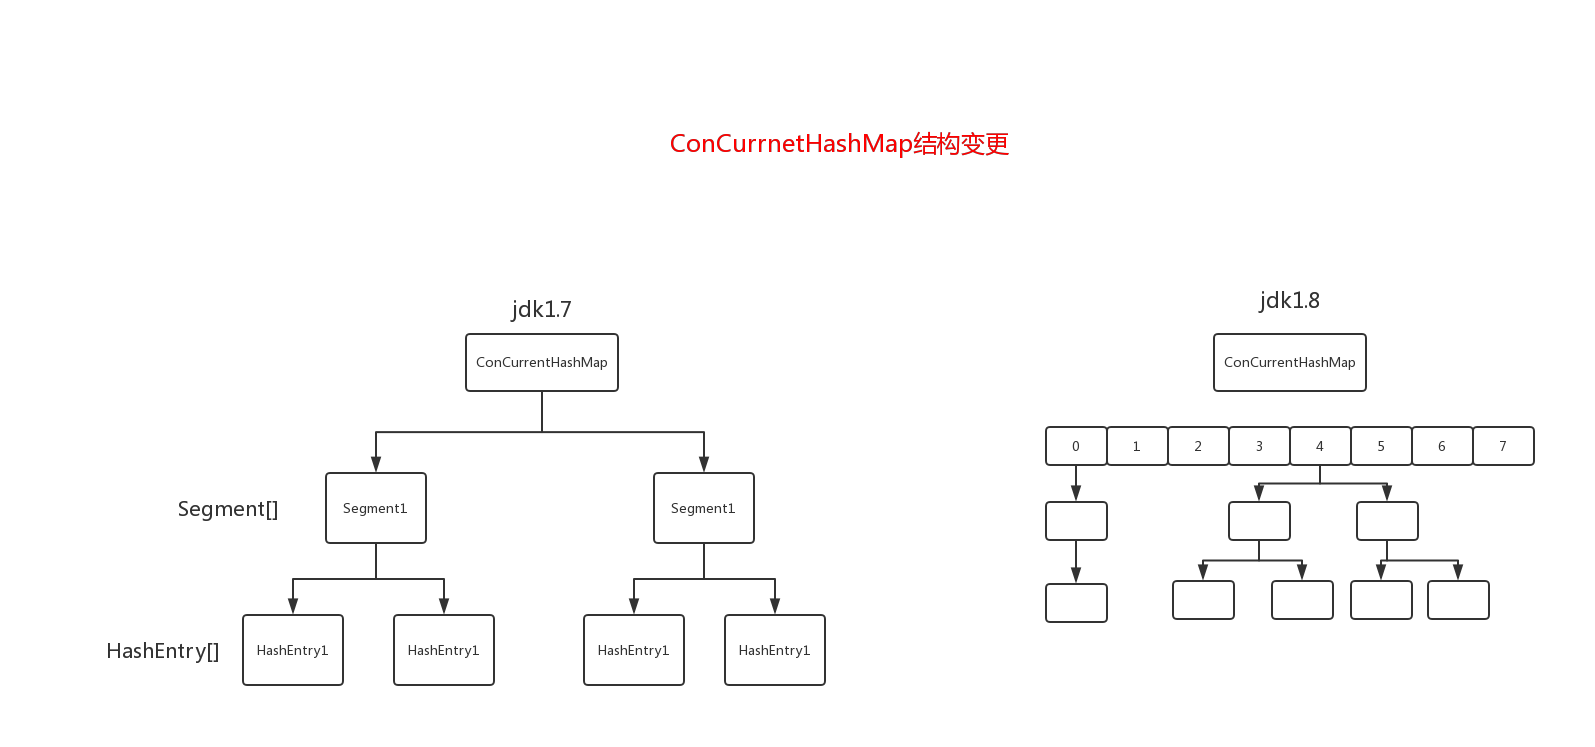 ConCurrnetHashMap结构变更
jdk1.7
ConCurrentHashMap
Segment[]
Segment1
Segment1
HashEntry[]
HashEntry1
HashEntry1
HashEntry1
HashEntry1
jdk1.8
ConCurrentHashMap
0 1 2 3 4 5 6 7